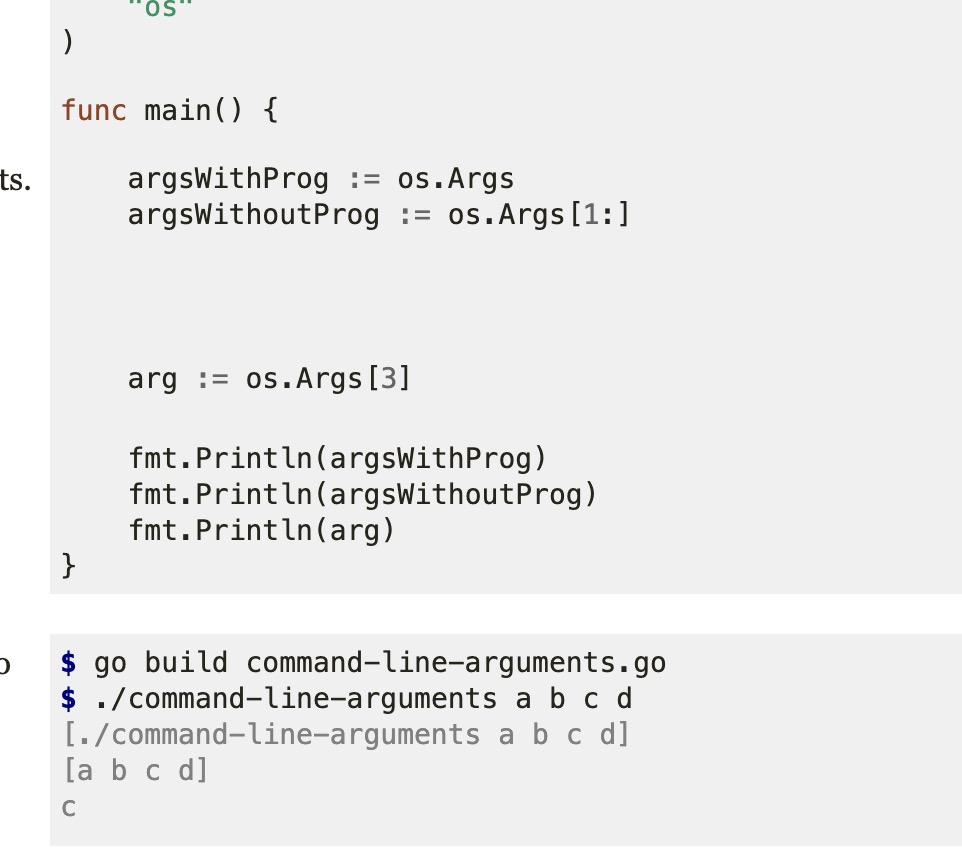 "os"
)
func main() {
ts.
argsWithProg := os.Args
argsWithoutProg := os.Args[1:]
arg := os.Args[3]
fmt.Println(argsWithProg)
fmt.Println(argsWithoutProg)
fmt.Println(arg)
}
o
$ go build command-line-arguments.go
$ ./command-line-arguments a b c d
[./command-line-arguments a b c d]
[a b c d]
c